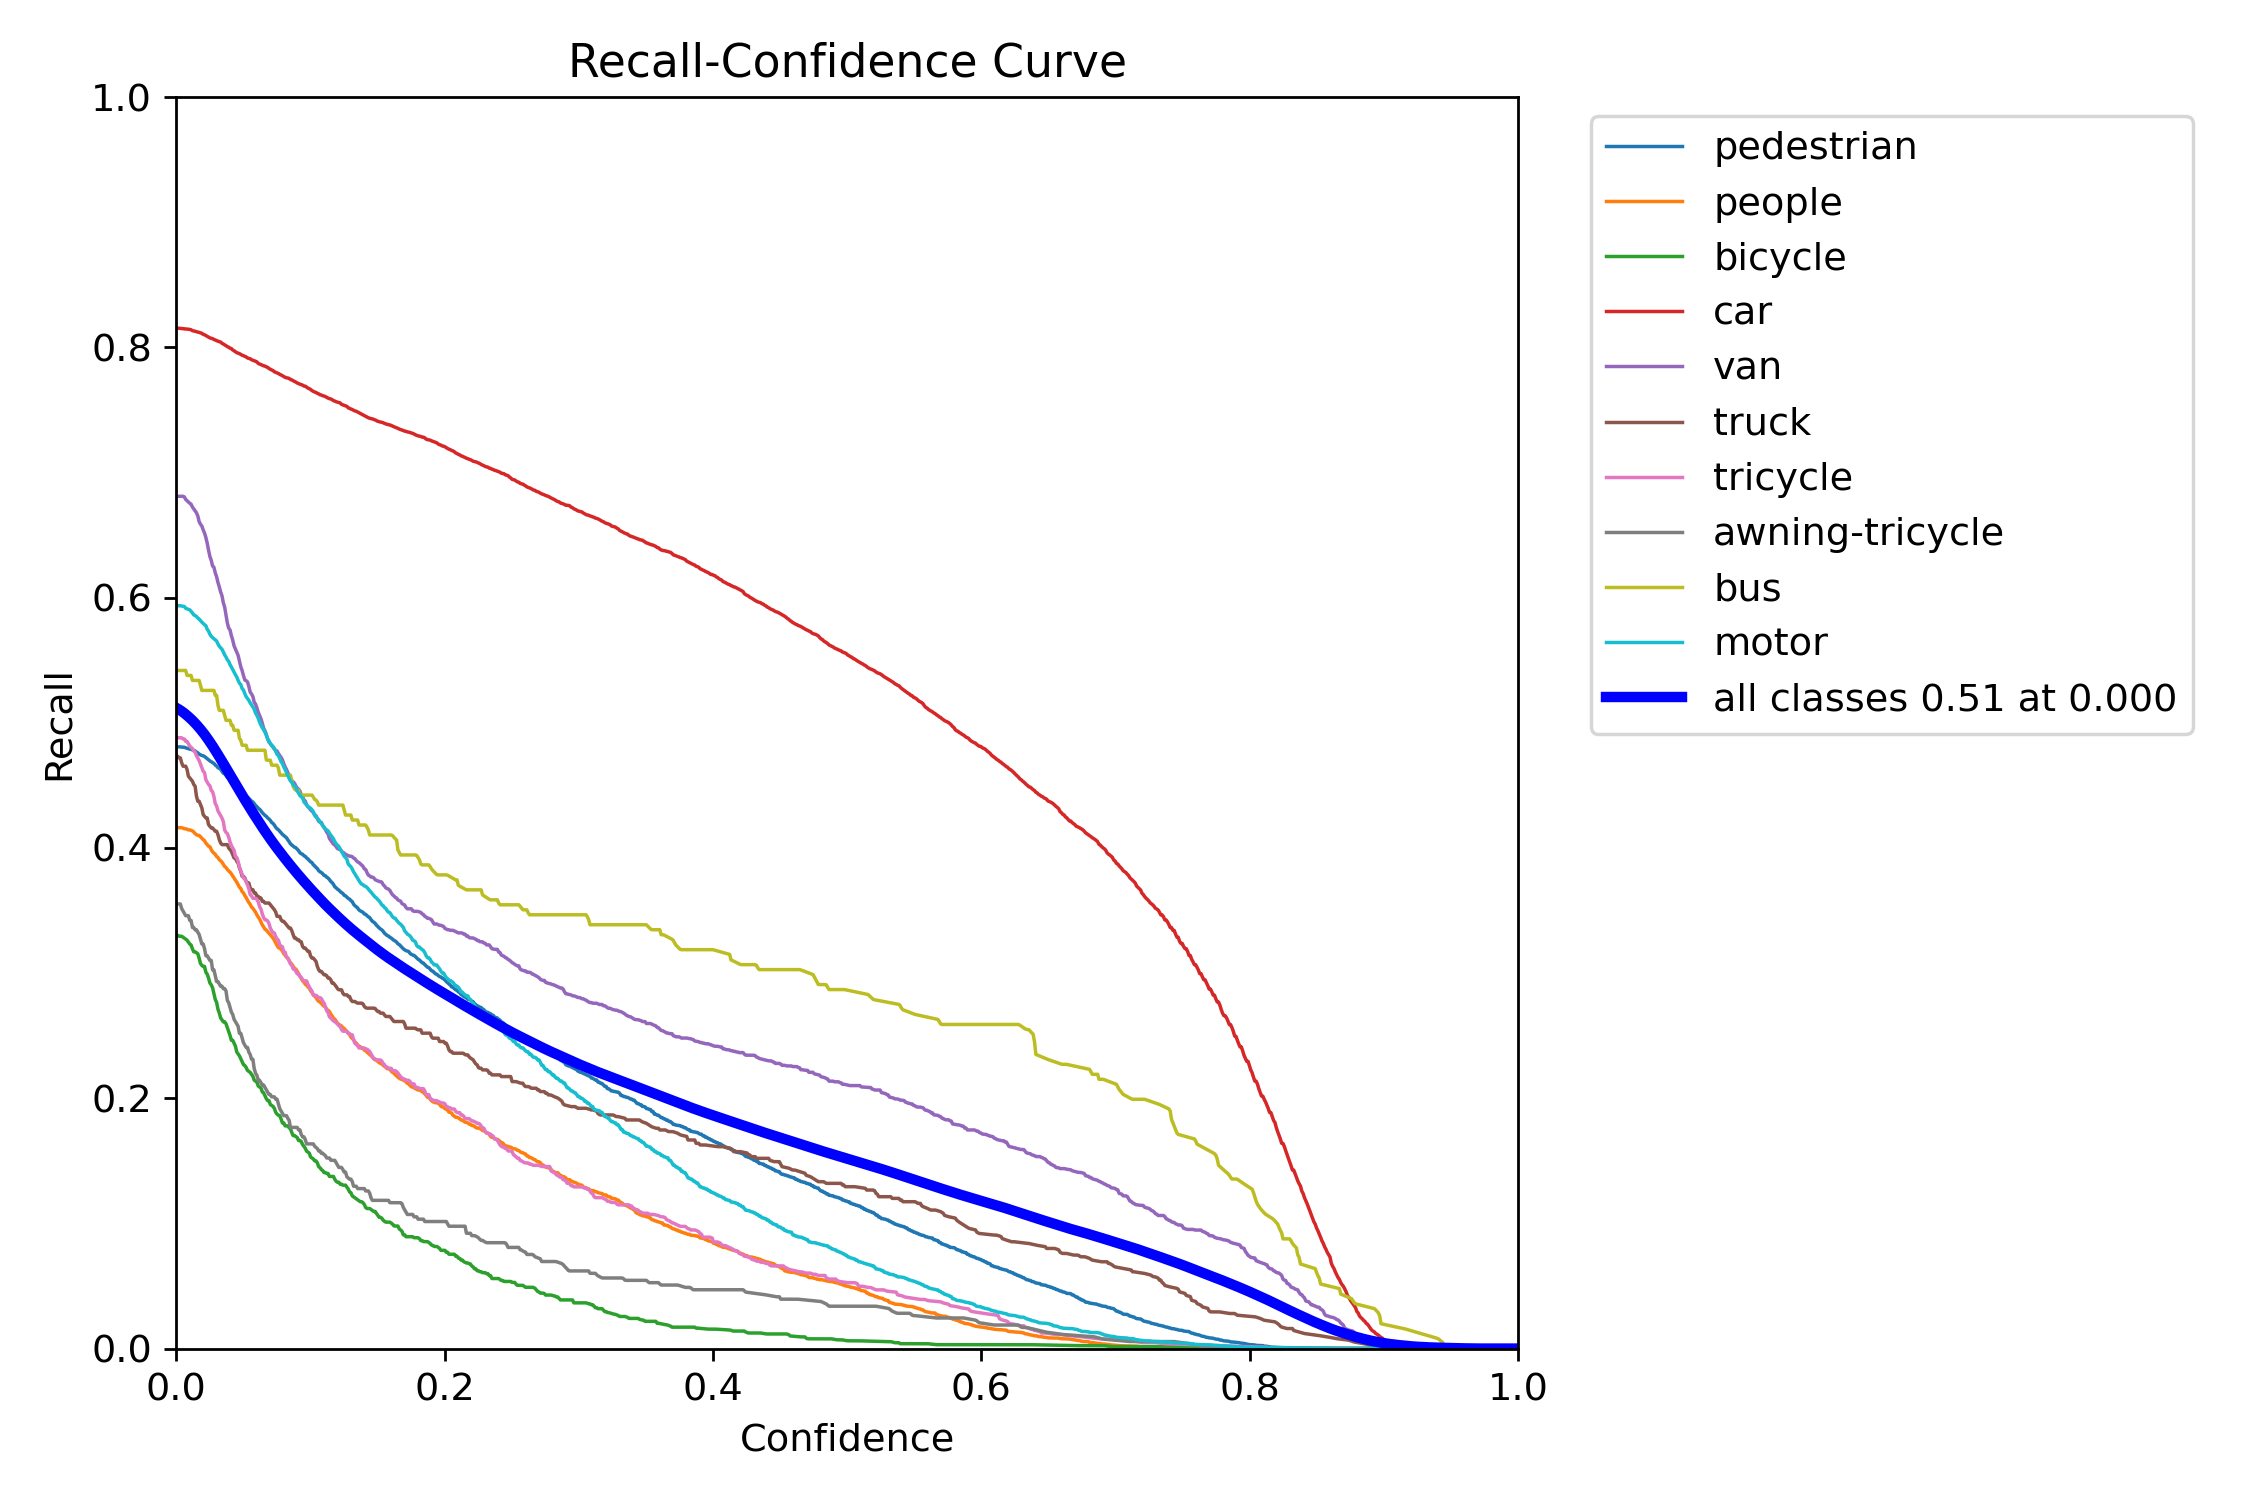 Recall-Confidence Curve
1.0
0.8
0.6
0.4
0.2
0.0
Recall
0.0 0.2 0.4 0.6 0.8 1.0
Confidence
pedestrian
people
bicycle
car
van
truck
tricycle
awning-tricycle
bus
motor
all classes 0.51 at 0.000